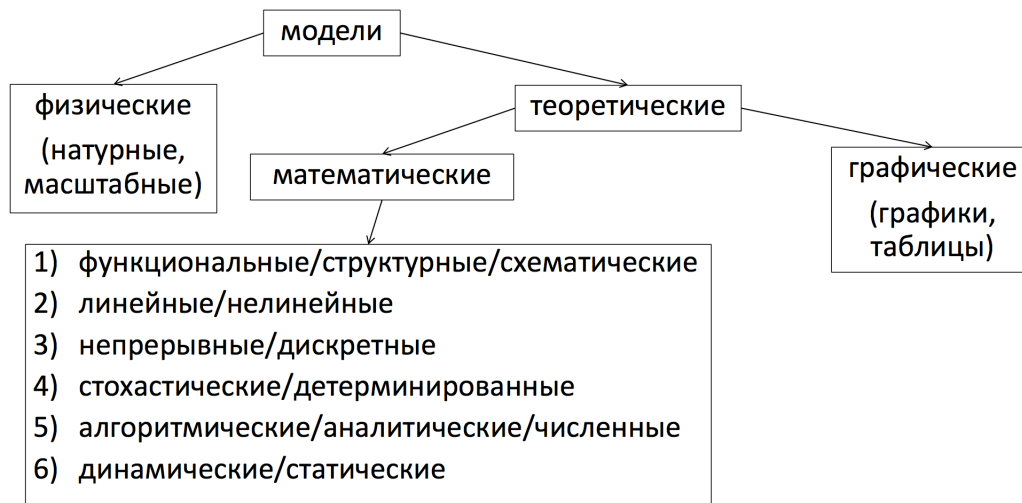 модели
физические
(натурные,
масштабные)
теоретические
математические
графические
(графики,
таблицы)
1) функциональные/структурные/схематические
2) линейные/нелинейные
3) непрерывные/дискретные
4) стохастические/детерминированные
5) алгоритмические/аналитические/численные
6) динамические/статические